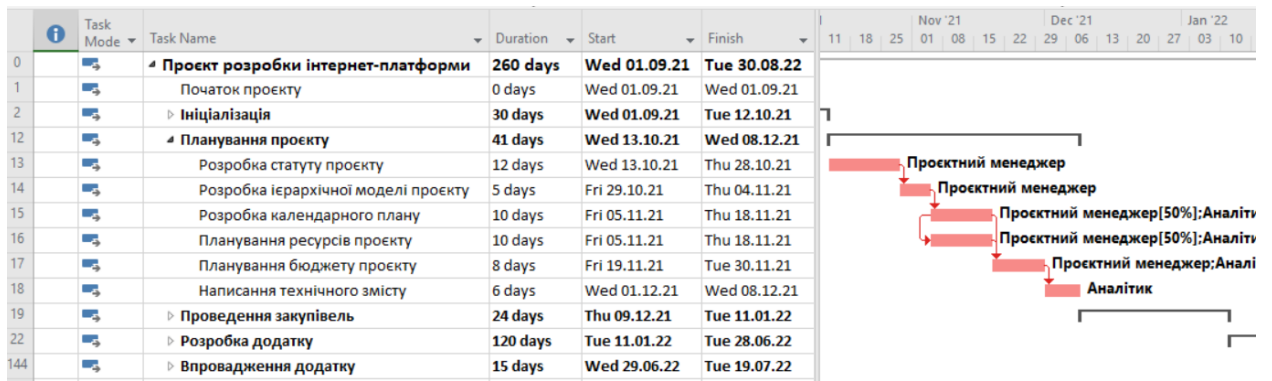 Task Mode Task Name Duration Start Finish
Nov '21 Dec '21 Jan '22
11 18 25 01 08 15 22 29 06 13 20 27 03 10
0 Проєкт розробки інтернет-платформи 260 days Wed 01.09.21 Tue 30.08.22
1 Початок проєкту 0 days Wed 01.09.21 Wed 01.09.21
2 Ініціалізація 30 days Wed 01.09.21 Tue 12.10.21
12 Планування проєкту 41 days Wed 13.10.21 Wed 08.12.21
13 Розробка статуту проєкту 12 days Wed 13.10.21 Thu 28.10.21 Проєктний менеджер
14 Розробка ієрархічної моделі проєкту 5 days Fri 29.10.21 Thu 04.11.21 Проєктний менеджер
15 Розробка календарного плану 10 days Fri 05.11.21 Thu 18.11.21 Проєктний менеджер[50%];Аналіти
16 Планування ресурсів проєкту 10 days Fri 05.11.21 Thu 18.11.21 Проєктний менеджер[50%];Аналіти
17 Планування бюджету проєкту 8 days Fri 19.11.21 Tue 30.11.21 Проєктний менеджер;Аналі
18 Написання технічного змісту 6 days Wed 01.12.21 Wed 08.12.21 Аналітик
19 Проведення закупівель 24 days Thu 09.12.21 Tue 11.01.22
22 Розробка додатку 120 days Tue 11.01.22 Tue 28.06.22
144 Впровадження додатку 15 days Wed 29.06.22 Tue 19.07.22